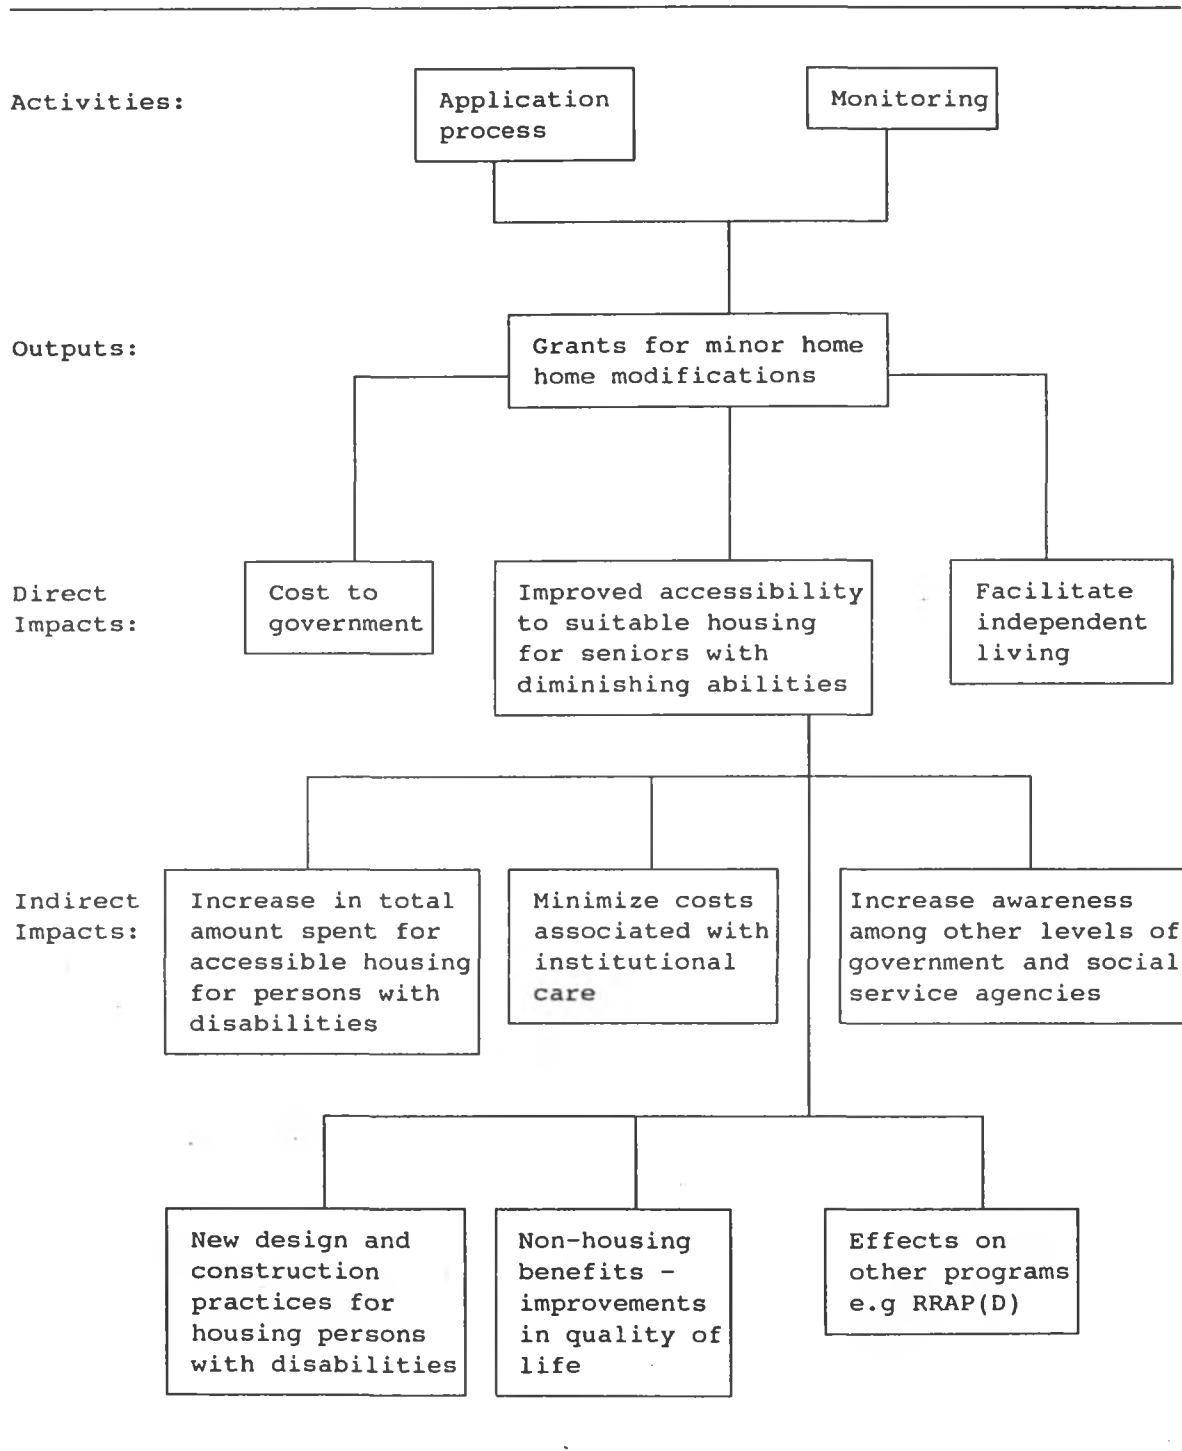 Activities:
Application
process
Monitoring
Outputs:
Grants for minor home
home modifications
Direct
Impacts:
Cost to
government
Improved accessibility
to suitable housing
for seniors with
diminishing abilities
Facilitate
independent
living
Indirect
Impacts:
Increase in total
amount spent for
accessible housing
for persons with
disabilities
Minimize costs
associated with
institutional
care
Increase awareness
among other levels of
government and social
service agencies
New design and
construction
practices for
housing persons
with disabilities
Non-housing
benefits -
improvements
in quality of
life
Effects on
other programs
e.g RRAP(D)